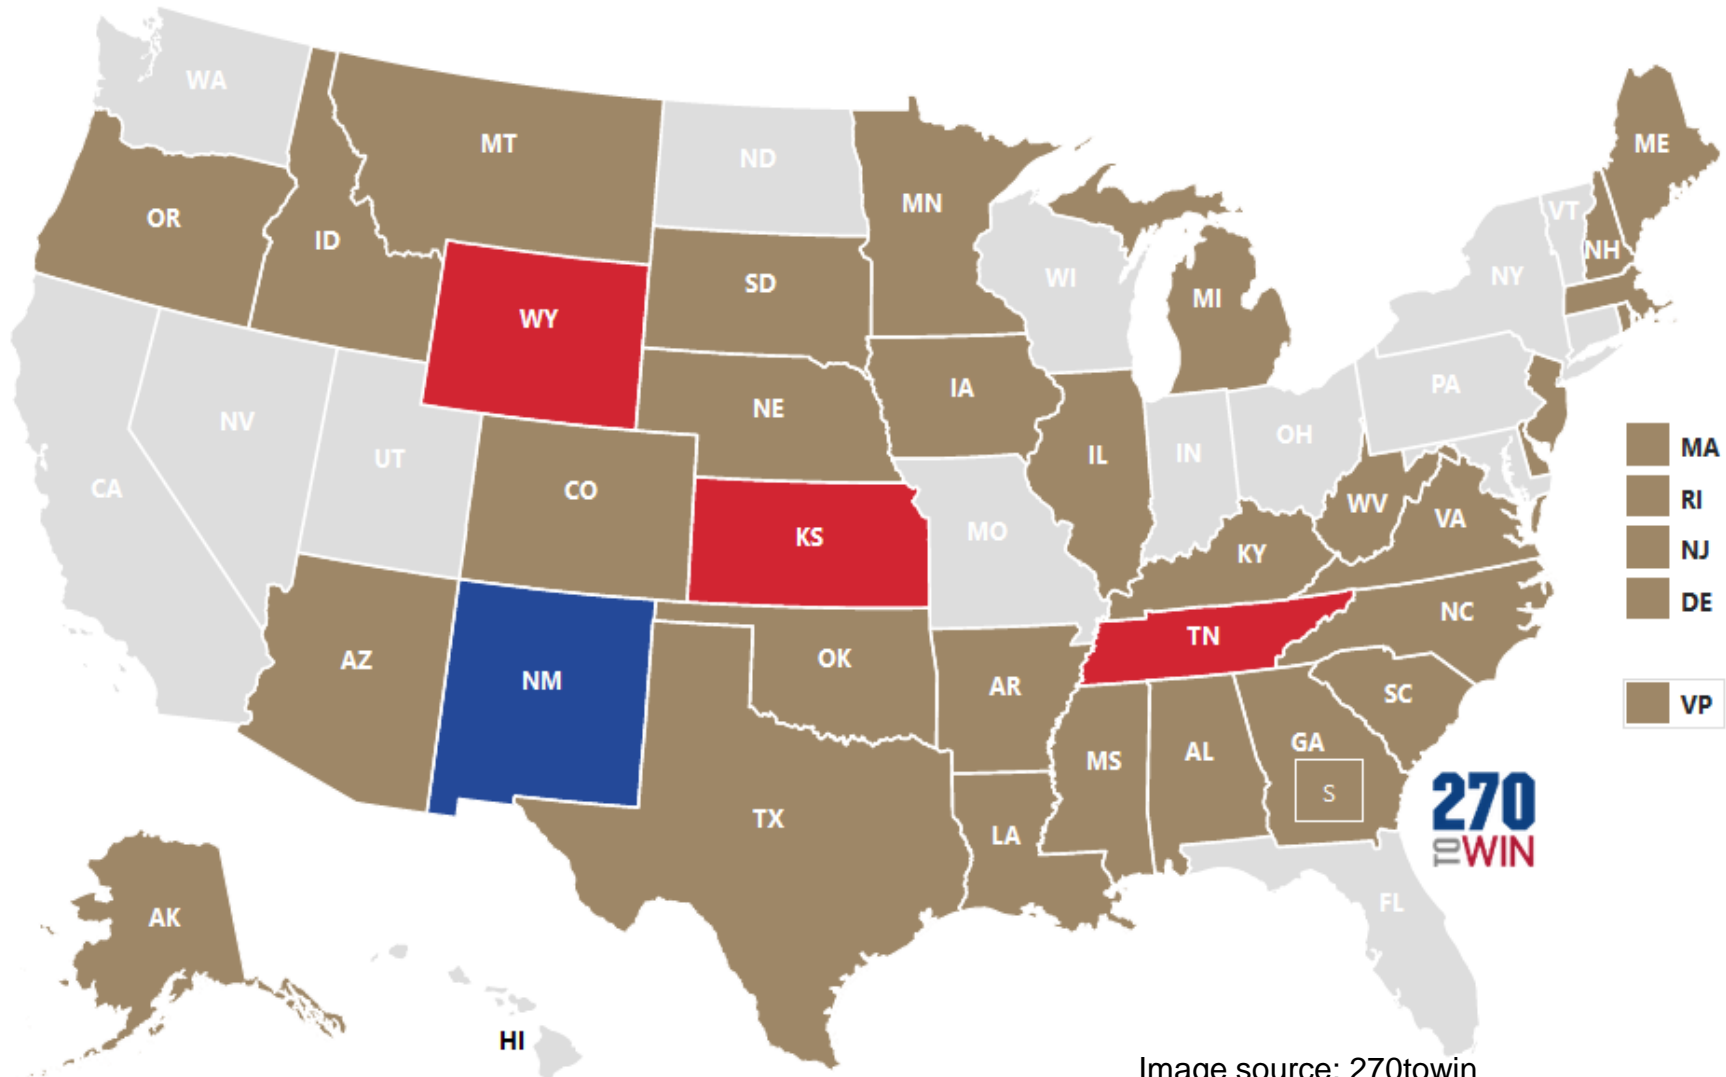 WA
MT
ND
MN
ME
OR
ID
VT
NH
SD
WI
NY
MI
WY
IA
PA
NE
NV
OH
UT
IL
IN
MA
CA
CO
RI
WV
VA
KS
MO
KY
NJ
DE
NC
TN
AZ
OK
NM
AR
SC
VP
GA
AL
MS
S
TX
LA
270
TO WIN
FL
AK
HI
Image source: 270towin